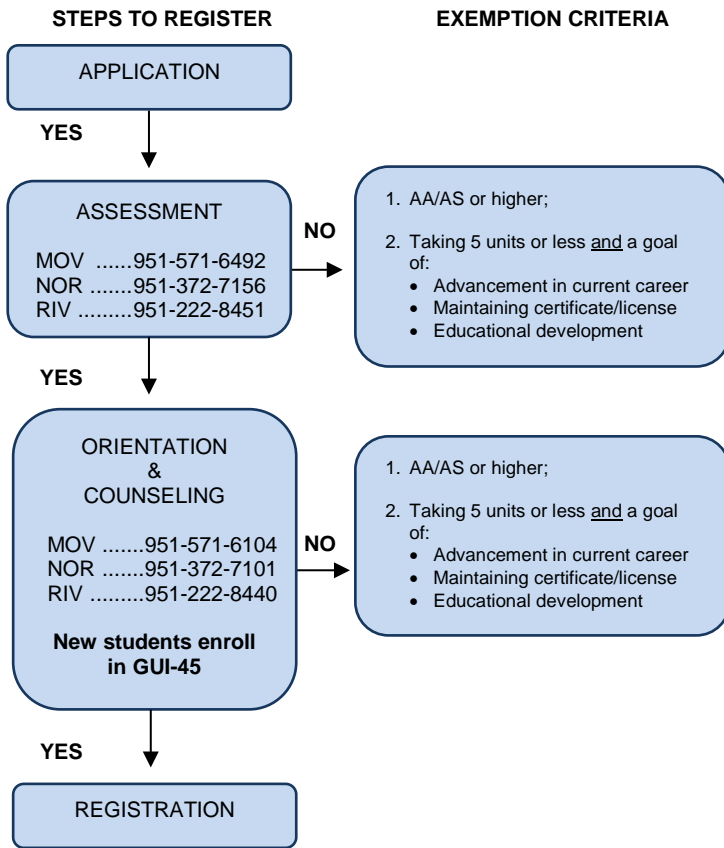 STEPS TO REGISTER
EXEMPTION CRITERIA
APPLICATION
YES
ASSESSMENT
MOV ......951-571-6492
NOR .......951-372-7156
RIV .........951-222-8451
NO
1. AA/AS or higher;
2. Taking 5 units or less and a goal
of:
• Advancement in current career
• Maintaining certificate/license
• Educational development
YES
ORIENTATION
&
COUNSELING
MOV .......951-571-6104
NOR .......951-372-7101
RIV .........951-222-8440
New students enroll
in GUI-45
NO
1. AA/AS or higher;
2. Taking 5 units or less and a goal
of:
• Advancement in current career
• Maintaining certificate/license
• Educational development
YES
REGISTRATION